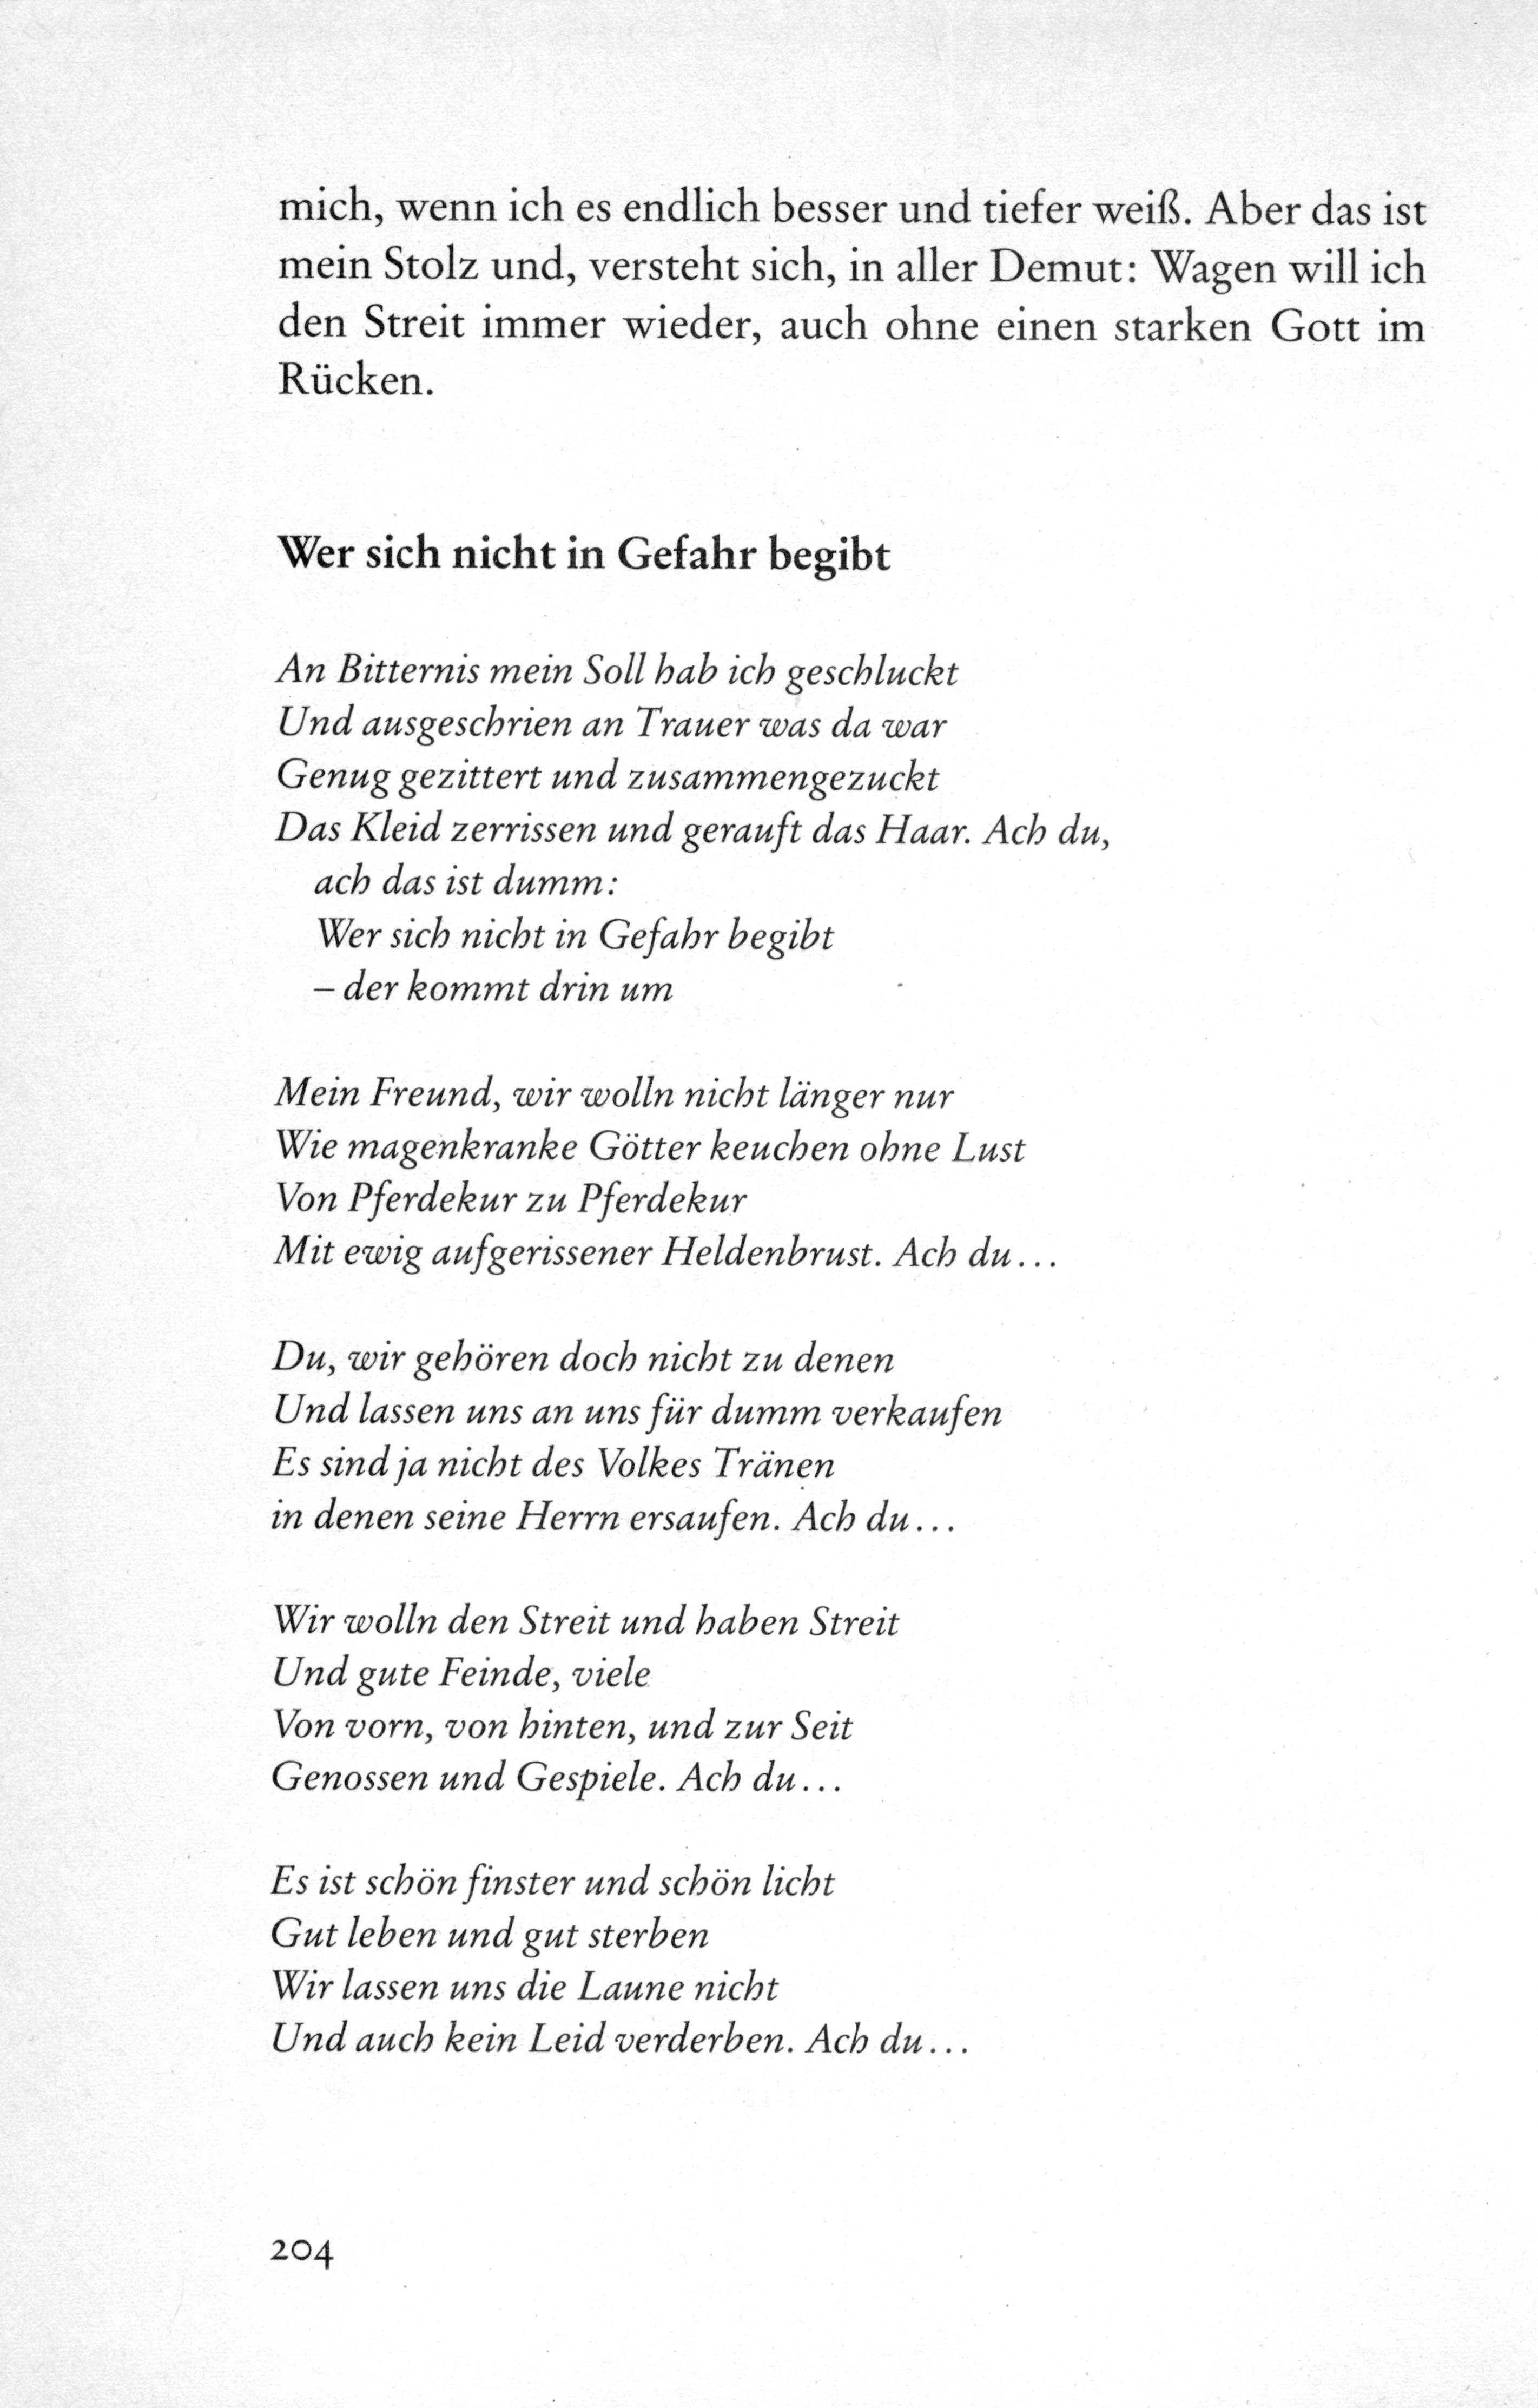 mich, wenn ich es endlich besser und tiefer weiß. Aber das ist
mein Stolz und, versteht sich, in aller Demut: Wagen will ich
den Streit immer wieder, auch ohne einen starken Gott im
Rücken.
Wer sich nicht in Gefahr begibt
An Bitternis mein Soll hab ich geschluckt
Und ausgeschrien an Trauer was da war
Genug gezittert und zusammengezuckt
Das Kleid zerrissen und gerauft das Haar. Ach du,
ach das ist dumm:
Wer sich nicht in Gefahr begibt
– der kommt drin um
Mein Freund, wir wolln nicht länger nur
Wie magenkranke Götter keuchen ohne Lust
Von Pferdekur zu Pferdekur
Mit ewig aufgerissener Heldenbrust. Ach du...
Du, wir gehören doch nicht zu denen
Und lassen uns an uns für dumm verkaufen
Es sind ja nicht des Volkes Tränen
in denen seine Herrn ersaufen. Ach du...
Wir wolln den Streit und haben Streit
Und gute Feinde, viele
Von vorn, von hinten, und zur Seit
Genossen und Gespiele. Ach du...
Es ist schön finster und schön licht
Gut leben und gut sterben
Wir lassen uns die Laune nicht
Und auch kein Leid verderben. Ach du...
204